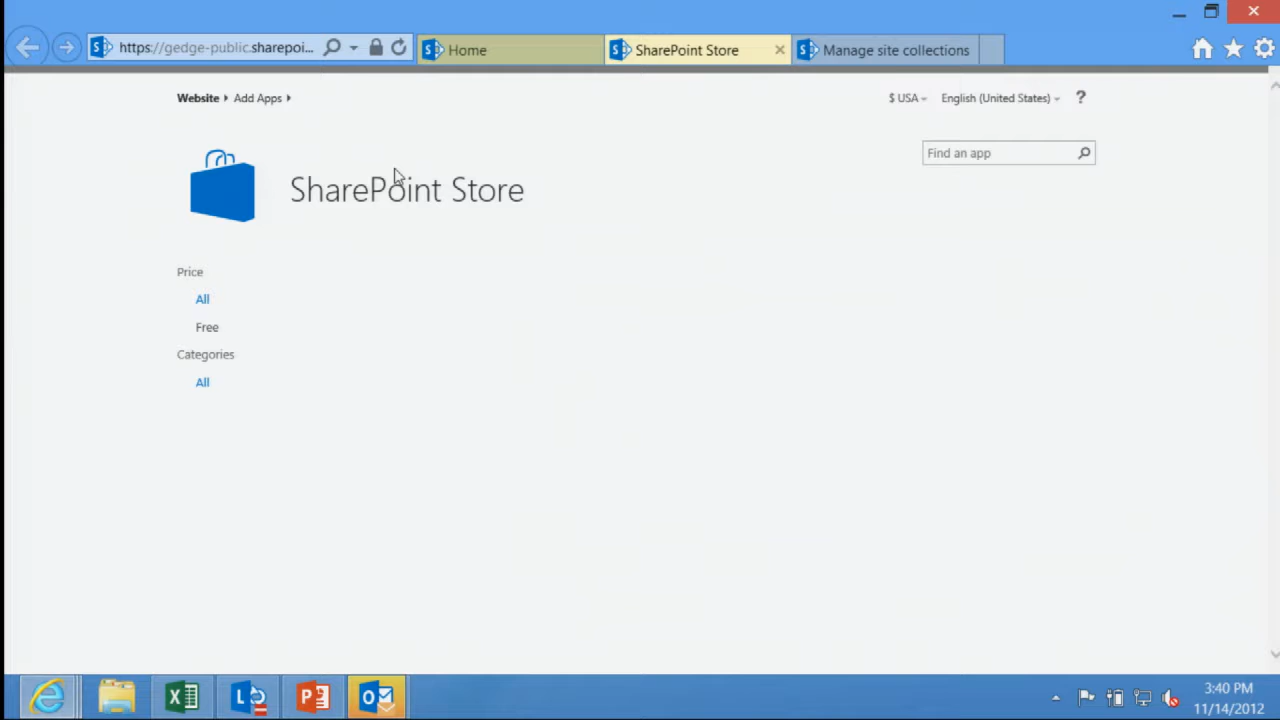 https://gedge-public.sharepoi...
Home
SharePoint Store
Manage site collections
Website Add Apps
$ USA
English (United States)
?
Find an app
SharePoint Store
Price
All
Free
Categories
All
3:40 PM
11/14/2012